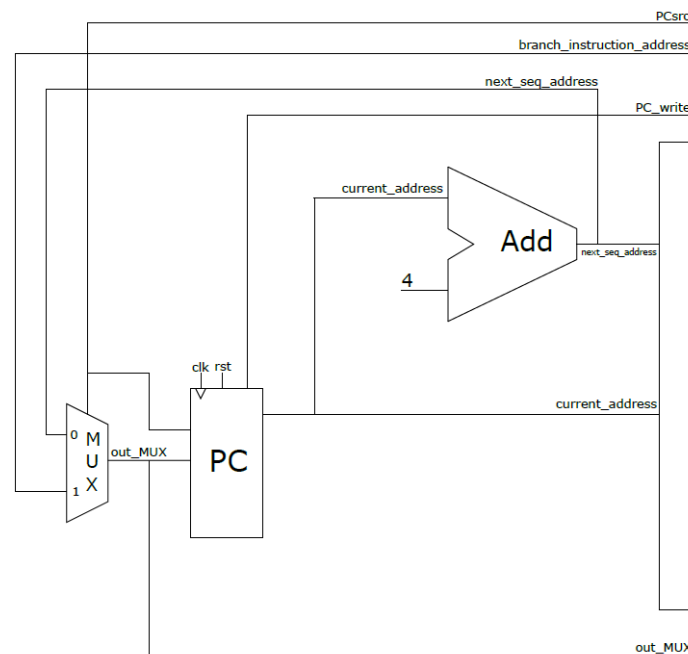 PCsrc
branch_instruction_address
next_seq_address
PC_write
current_address
Add
next_seq_address
4
clk rst
current_address
0
M
U
X
1
out_MUX
PC
out_MUX